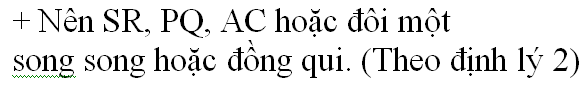 + Nên SR, PQ, AC hoặc đôi một
song song hoặc đồng qui. (Theo định lý 2)